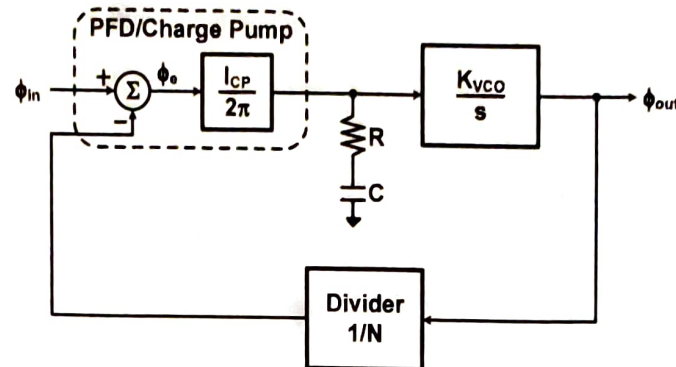 PFD/Charge Pump
ϕin
+
Σ
−
ϕe
ICP
2π
KVCO
s
ϕout
R
C
Divider
1/N